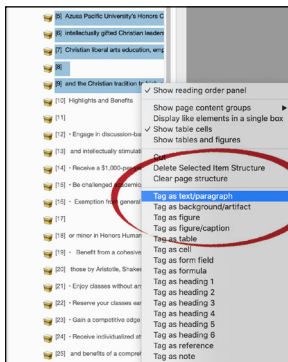 [5] Azusa Pacific University's Honors C
[6] intellectually gifted Christian leaders
[7] Christian liberal arts education, emp
[8]
[9] and the Christian tradition
[10] Highlights and Benefits
[11]
[12] - Engage in discussion-ba
[13] and intellectually stimulat
[14] - Receive a $1,000-pe
[15] - Be challenged academic
[16] - Exemption from general
[17]
[18] or minor in Honors Human
[19] - Benefit from a cohesive
[20] those by Aristotle, Shakes
[21] - Enjoy classes without an
[22] - Reserve your classes ea
[23] - Gain a competitive edge
[24] - Receive individualized at
[25] and benefits of a compre
✓ Show reading order panel
Show page content groups
Display like elements in a single box
✓ Show table cells
Show tables and figures
Cut
Delete Selected Item Structure
Clear page structure
Tag as text/paragraph
Tag as background/artifact
Tag as figure
Tag as figure/caption
Tag as table
Tag as cell
Tag as form field
Tag as formula
Tag as heading 1
Tag as heading 2
Tag as heading 3
Tag as heading 4
Tag as heading 5
Tag as heading 6
Tag as reference
Tag as note